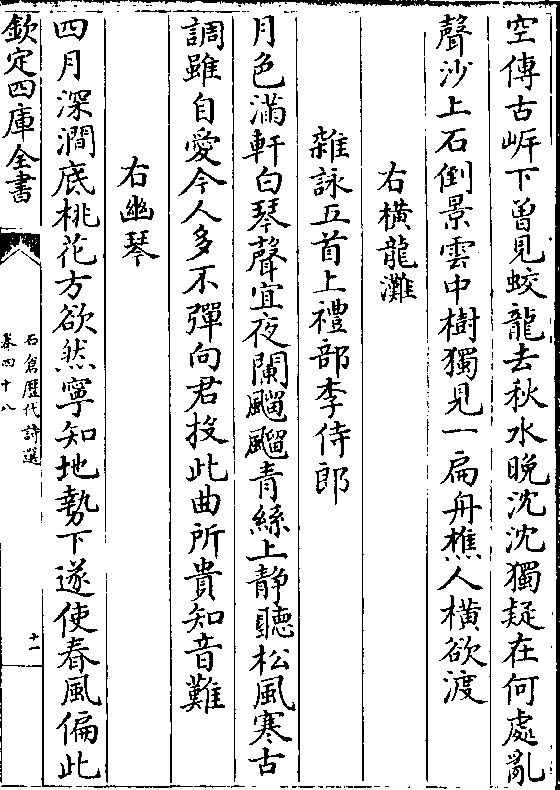 空傳古㟁下曽見蛟龍去秋水晚沈沈獨疑在何處亂
聲沙上石倒景雲中樹獨見一扁舟樵人橫欲渡
右橫龍灘
雜詠五首上禮部李侍郎
月色滿軒白琴聲宜夜闌飀飀青絲上静聽松風寒古
調雖自愛今人多不彈向君投此曲所貴知音難
右幽琴
四月深澗底桃花方欲然寧知地勢下遂使春風偏此
欽定四庫全書
石倉歷代詩選
卷四十八
十一